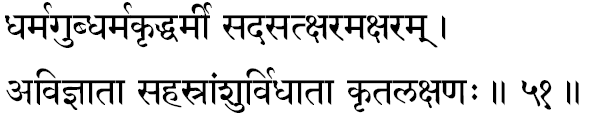 धर्मगुब्धर्मकृद्धर्मी सदसत्क्षरमक्षरम् ।
अविज्ञाता सहस्रांशुर्विधाता कृतलक्षणः ॥ ५१ ॥